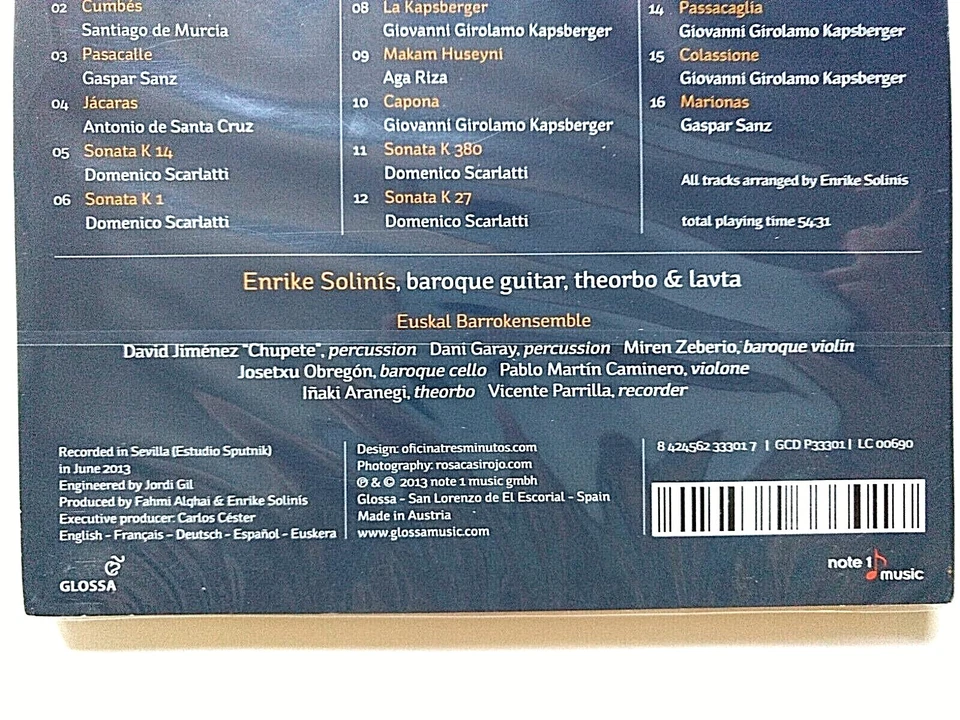 02 Cumbés
Santiago de Murcia
03 Pasacalle
Gaspar Sanz
04 Jácaras
Antonio de Santa Cruz
05 Sonata K 14
Domenico Scarlatti
06 Sonata K 1
Domenico Scarlatti
08 La Kapsberger
Giovanni Girolamo Kapsberger
09 Makam Huseyni
Aga Riza
10 Capona
Giovanni Girolamo Kapsberger
11 Sonata K 380
Domenico Scarlatti
12 Sonata K 27
Domenico Scarlatti
14 Passacaglia
Giovanni Girolamo Kapsberger
15 Colassione
Giovanni Girolamo Kapsberger
16 Marionas
Gaspar Sanz
All tracks arranged by Enrike Solinís
total playing time 54:31
Enrike Solinís, baroque guitar, theorbo & lavta
Euskal Barrokensemble
David Jiménez "Chupete", percussion Dani Garay, percussion Miren Zeberio, baroque violin
Josetxu Obregón, baroque cello Pablo Martín Caminero, violone
Iñaki Aranegi, theorbo Vicente Parrilla, recorder
Recorded in Sevilla (Estudio Sputnik)
in June 2013
Engineered by Jordi Gil
Produced by Fahmi Alqhai & Enrike Solinís
Executive producer: Carlos Céster
English - Français - Deutsch - Español - Euskera
GLOSSA
Design: oficinatresminutos.com
Photography: rosacasirojo.com
℗ & © 2013 note 1 music gmbh
Glossa - San Lorenzo de El Escorial - Spain
Made in Austria
www.glossamusic.com
8 424562 33301 7 | GCD P33301 | LC 00690
note 1 music